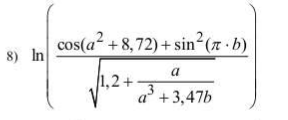 8) ln( (cos(a² + 8,72) + sin²(π · b)) / √(1,2 + a / (a³ + 3,47b)) )